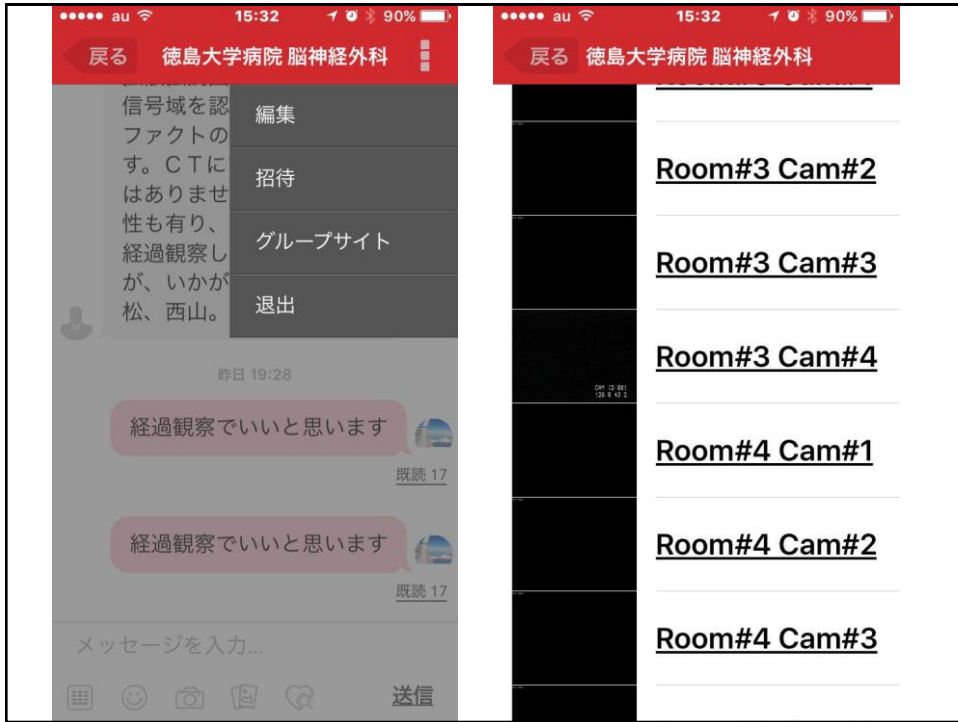 au 15:32 90%
戻る 徳島大学病院 脳神経外科
信号域を認
ファクトの
す。ＣＴに
はありませ
性も有り、
経過観察し
が、いかが
松、西山。
編集
招待
グループサイト
退出
昨日 19:28
経過観察でいいと思います
既読 17
経過観察でいいと思います
既読 17
メッセージを入力...
送信
au 15:32 90%
戻る 徳島大学病院 脳神経外科
Room#3 Cam#2
Room#3 Cam#3
Room#3 Cam#4
CAM ID 001
Room#4 Cam#1
Room#4 Cam#2
Room#4 Cam#3